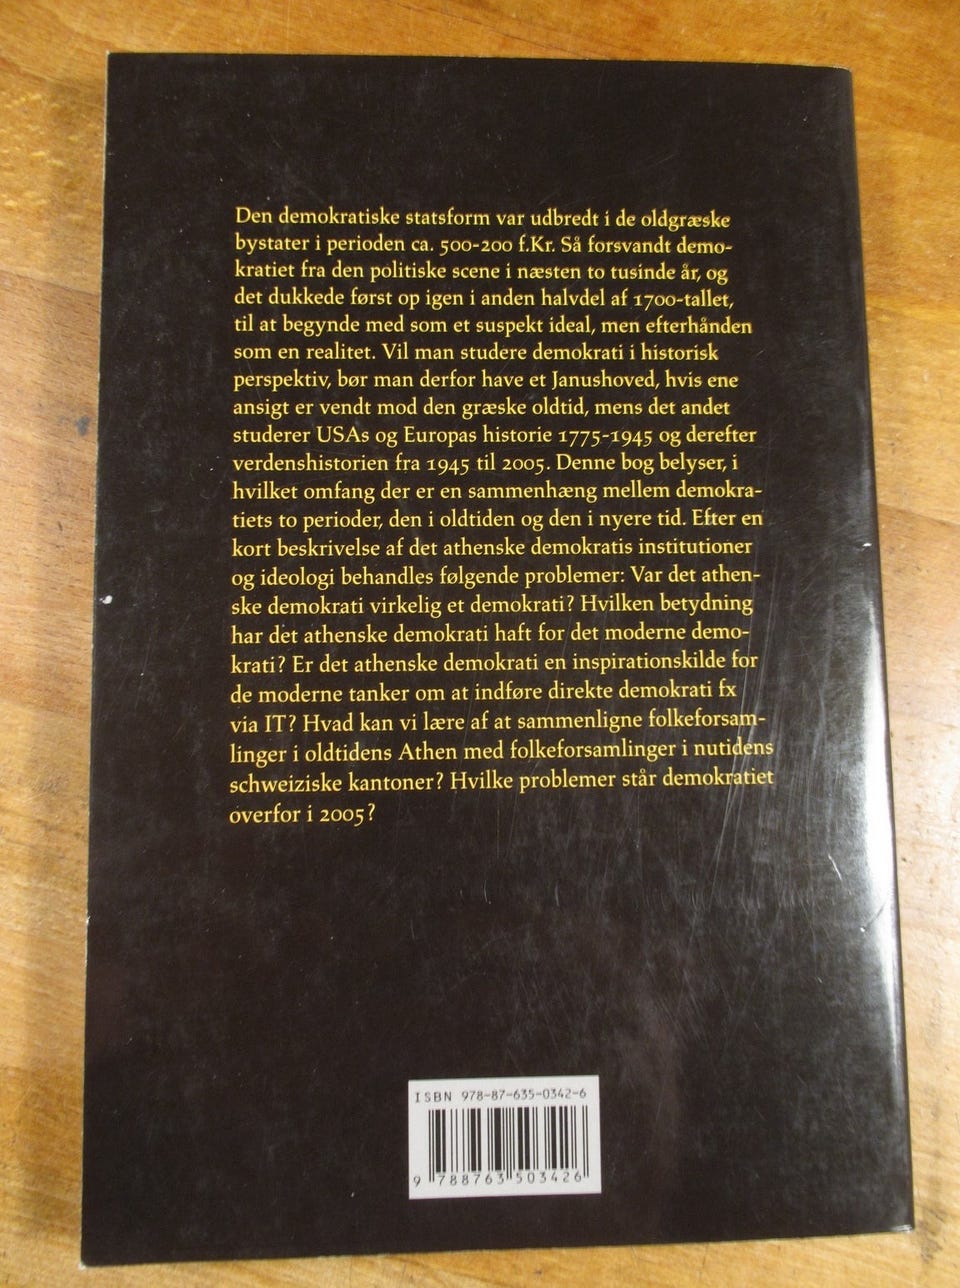 Den demokratiske statsform var udbredt i de oldgræske
bystater i perioden ca. 500-200 f.Kr. Så forsvandt demo-
kratiet fra den politiske scene i næsten to tusinde år, og
det dukkede først op igen i anden halvdel af 1700-tallet,
til at begynde med som et suspekt ideal, men efterhånden
som en realitet. Vil man studere demokrati i historisk
perspektiv, bør man derfor have et Janushoved, hvis ene
ansigt er vendt mod den græske oldtid, mens det andet
studerer USAs og Europas historie 1775-1945 og derefter
verdenshistorien fra 1945 til 2005. Denne bog belyser, i
hvilket omfang der er en sammenhæng mellem demokra-
tiets to perioder, den i oldtiden og den i nyere tid. Efter en
kort beskrivelse af det athenske demokratis institutioner
og ideologi behandles følgende problemer: Var det athen-
ske demokrati virkelig et demokrati? Hvilken betydning
har det athenske demokrati haft for det moderne demo-
krati? Er det athenske demokrati en inspirationskilde for
de moderne tanker om at indføre direkte demokrati fx
via IT? Hvad kan vi lære af at sammenligne folkeforsam-
linger i oldtidens Athen med folkeforsamlinger i nutidens
schweiziske kantoner? Hvilke problemer står demokratiet
overfor i 2005?
ISBN 978-87-635-0342-6
9 788763 503426